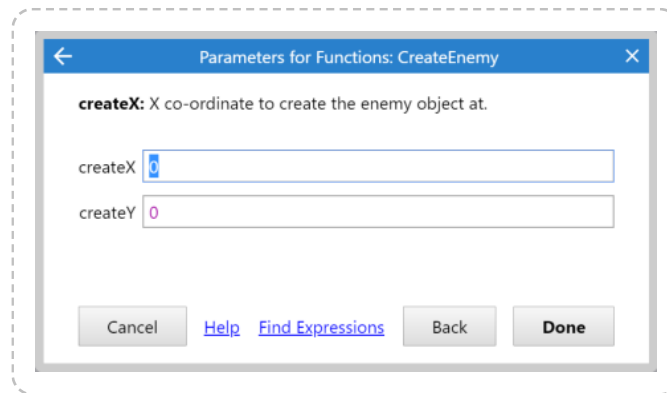 Parameters for Functions: CreateEnemy
createX: X co-ordinate to create the enemy object at.
createX 0
createY 0
Cancel Help Find Expressions Back Done